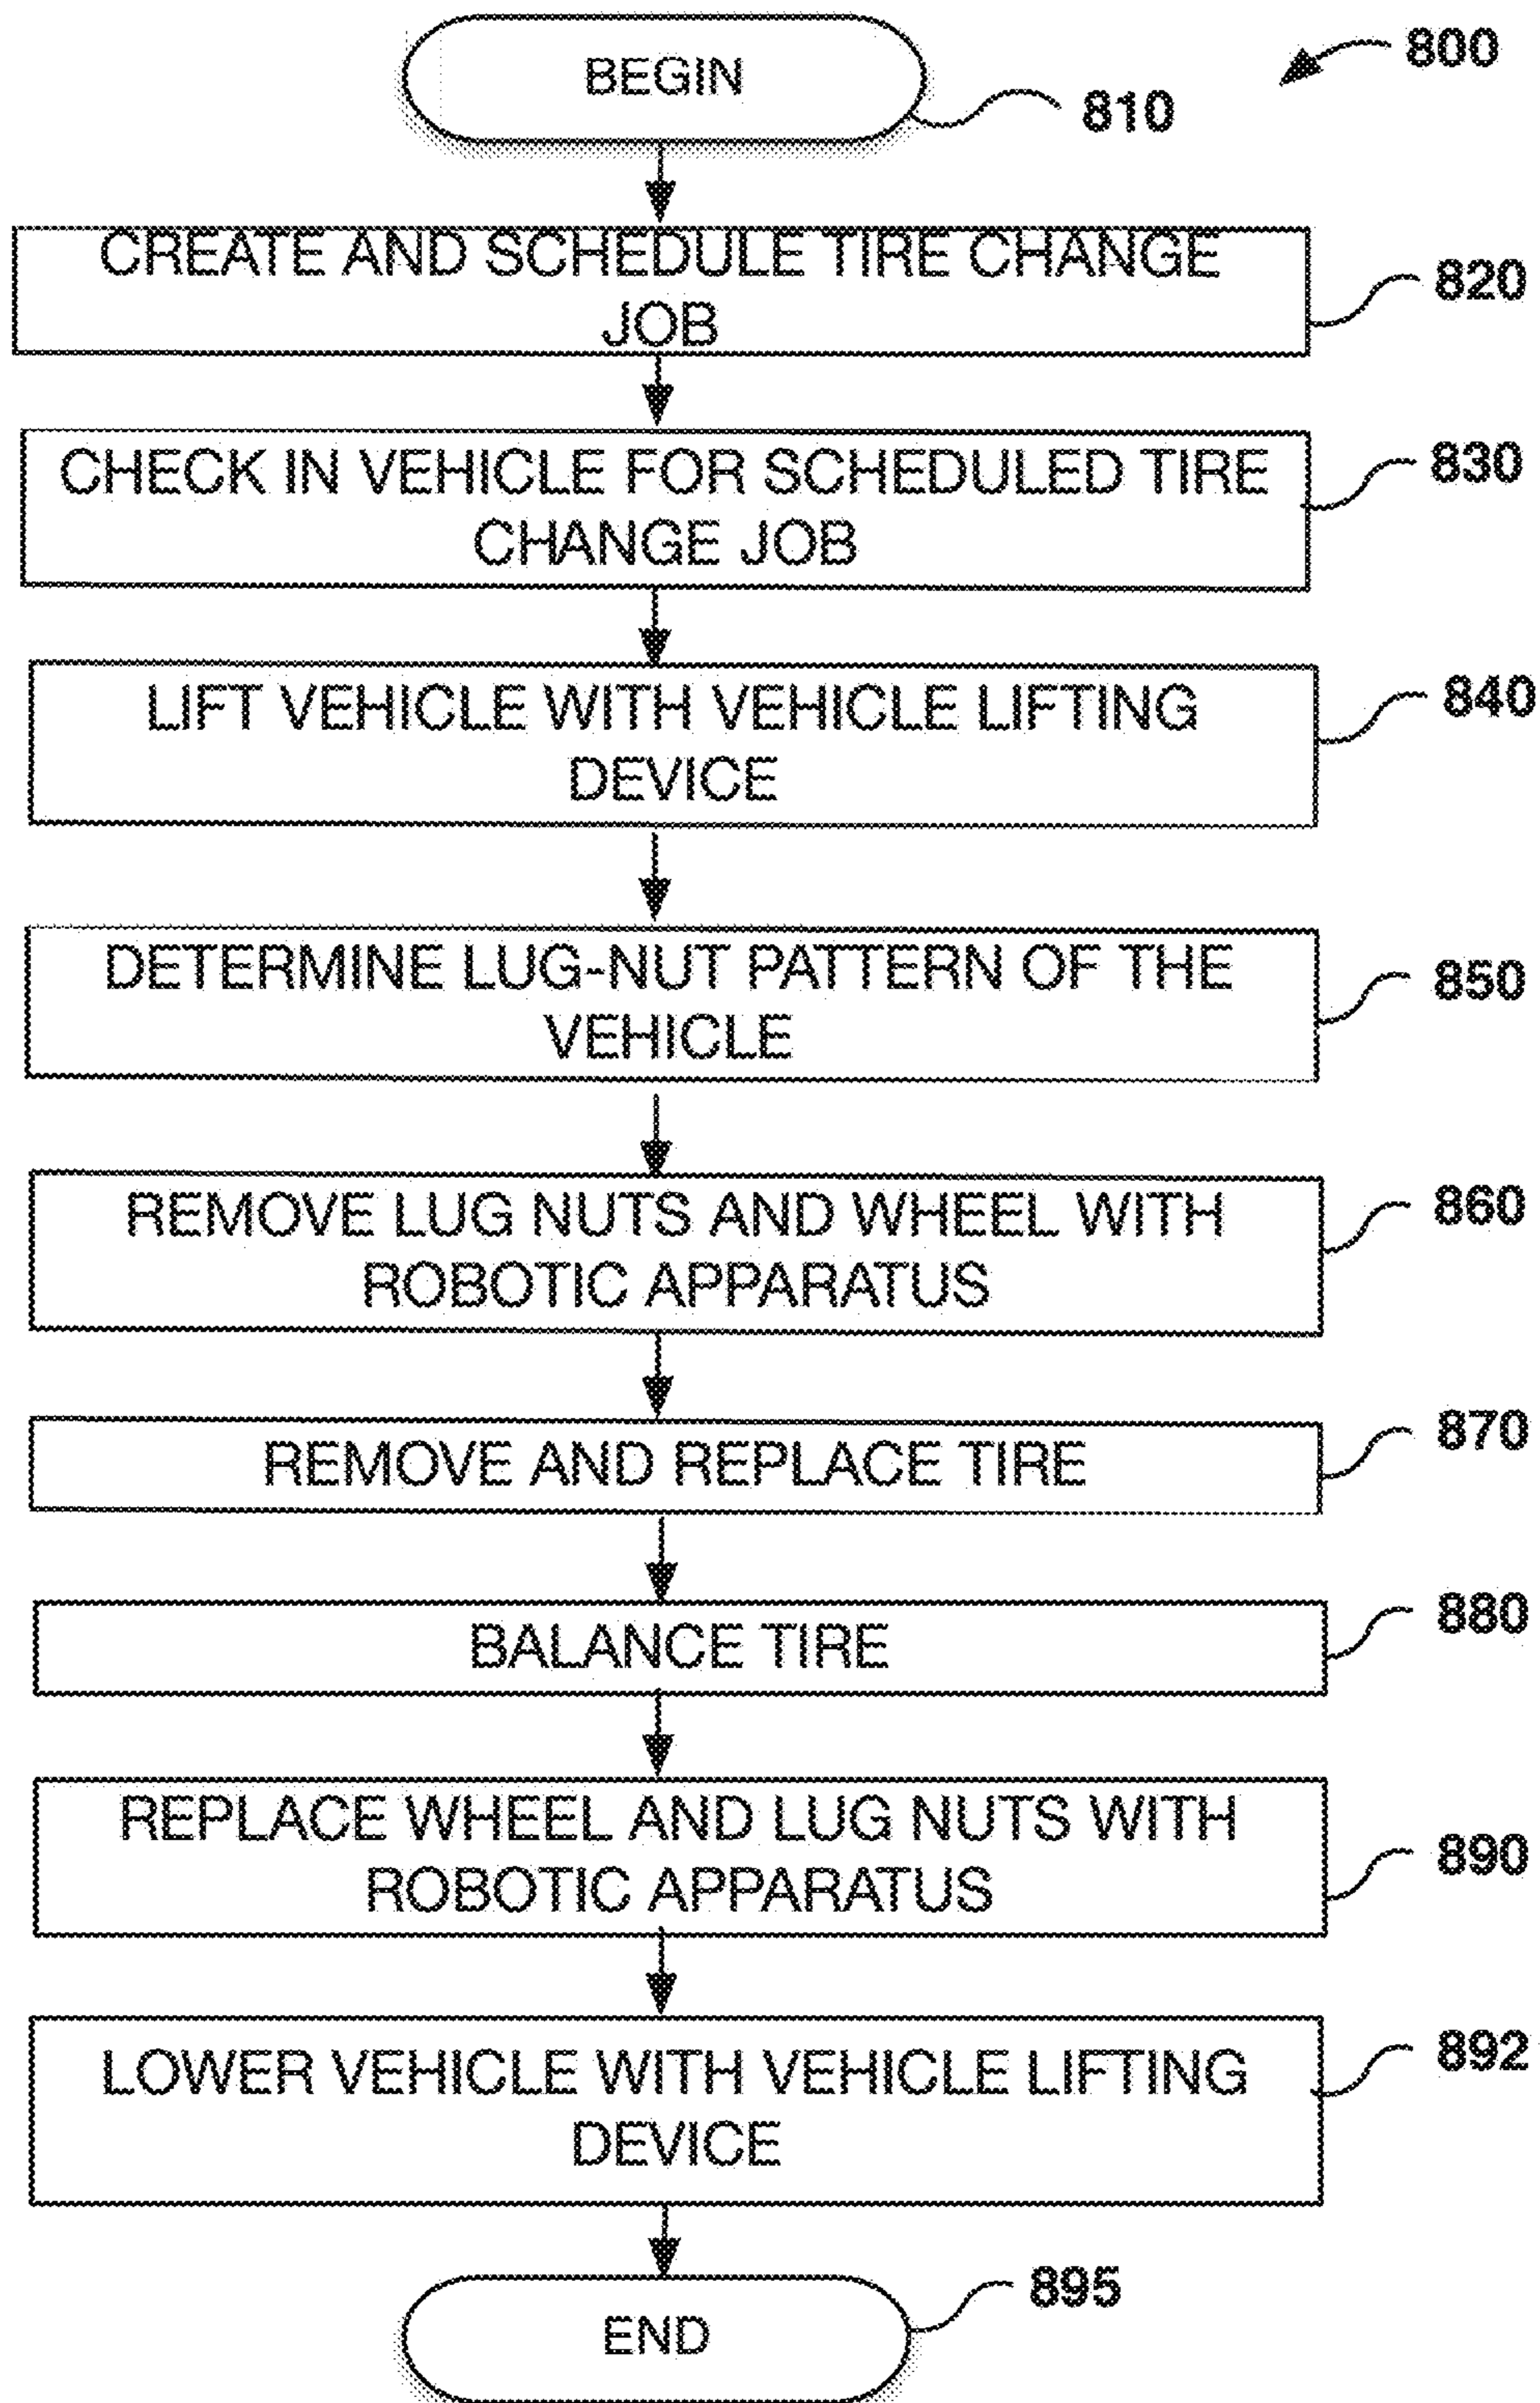 BEGIN
800
810
CREATE AND SCHEDULE TIRE CHANGE
JOB
820
CHECK IN VEHICLE FOR SCHEDULED TIRE
CHANGE JOB
830
LIFT VEHICLE WITH VEHICLE LIFTING
DEVICE
840
DETERMINE LUG-NUT PATTERN OF THE
VEHICLE
850
REMOVE LUG NUTS AND WHEEL WITH
ROBOTIC APPARATUS
860
REMOVE AND REPLACE TIRE
870
BALANCE TIRE
880
REPLACE WHEEL AND LUG NUTS WITH
ROBOTIC APPARATUS
890
LOWER VEHICLE WITH VEHICLE LIFTING
DEVICE
892
END
895